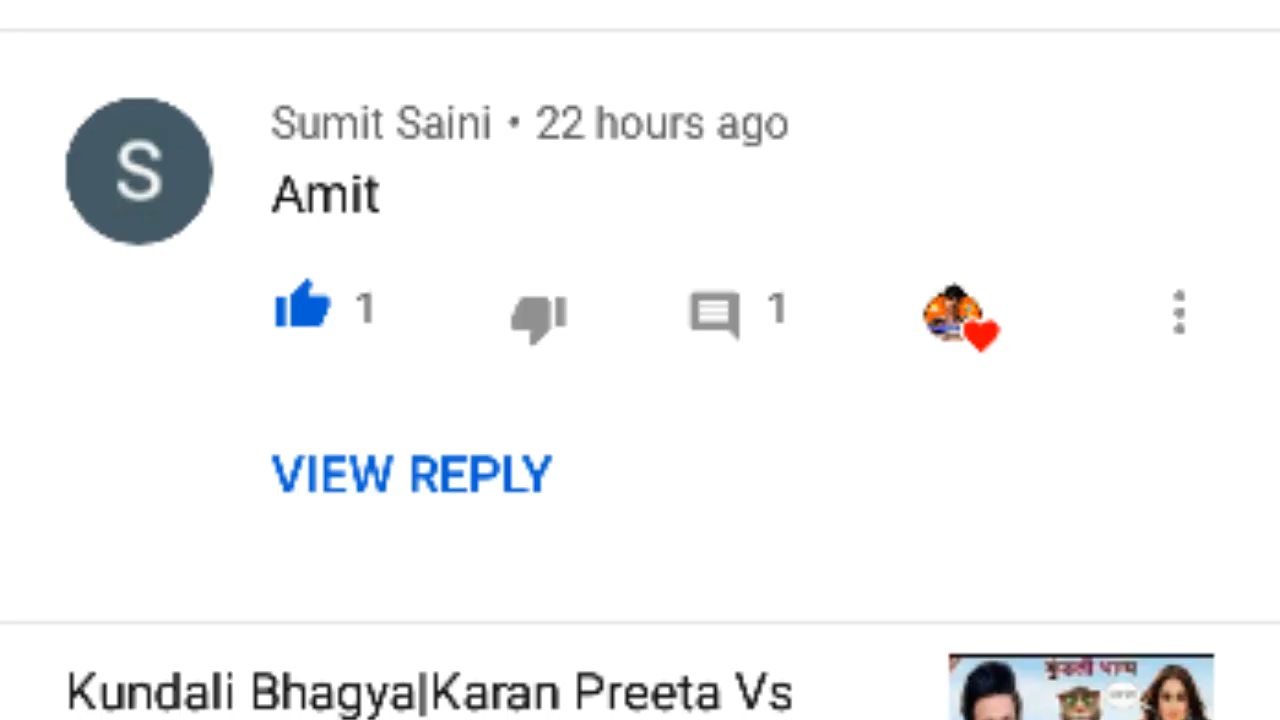 S
Sumit Saini • 22 hours ago
Amit
1
1
VIEW REPLY
Kundali Bhagya|Karan Preeta Vs